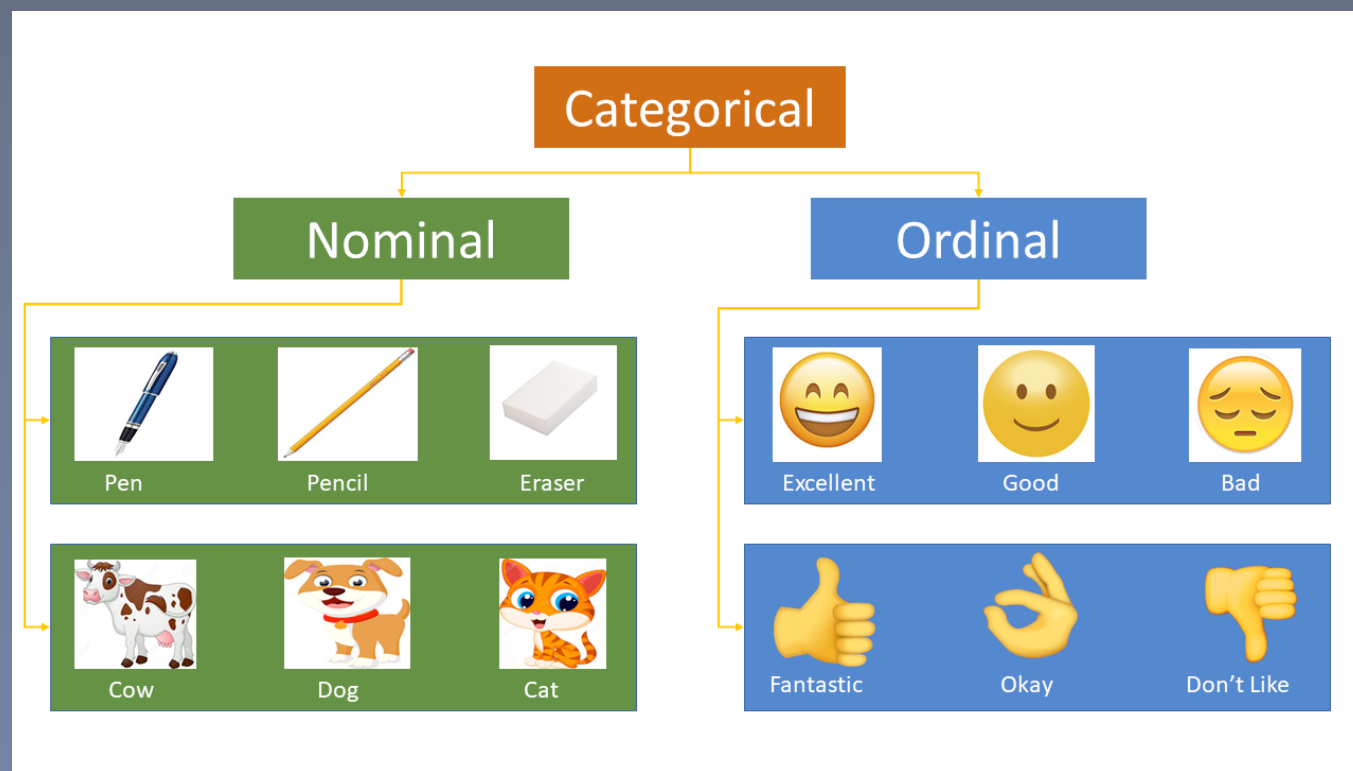 Categorical
Nominal
Ordinal
Pen
Pencil
Eraser
Excellent
Good
Bad
Cow
Dog
Cat
Fantastic
Okay
Don't Like